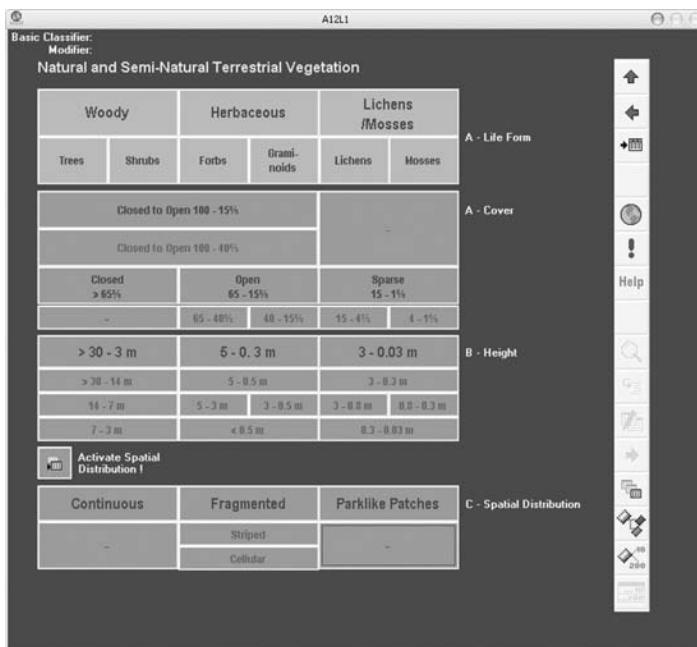 A12L1
Basic Classifier:
Modifier:
Natural and Semi-Natural Terrestrial Vegetation
Woody
Herbaceous
Lichens
/Mosses
A - Life Form
Trees
Shrubs
Forbs
Grami-
noids
Lichens
Mosses
Closed to Open 100 - 15%
-
A - Cover
Closed to Open 100 - 40%
Closed
> 65%
Open
65 - 15%
Sparse
15 - 1%
-
65 - 40%
40 - 15%
15 - 4%
4 - 1%
> 30 - 3 m
5 - 0. 3 m
3 - 0.03 m
B - Height
> 30 - 14 m
5 - 0.5 m
3 - 0.3 m
14 - 7 m
5 - 3 m
3 - 0.5 m
3 - 0.8 m
0.8 - 0.3 m
7 - 3 m
< 0.5 m
0.3 - 0.03 m
Activate Spatial
Distribution !
Continuous
Fragmented
Parklike Patches
C - Spatial Distribution
-
Striped
-
Cellular
!
Help